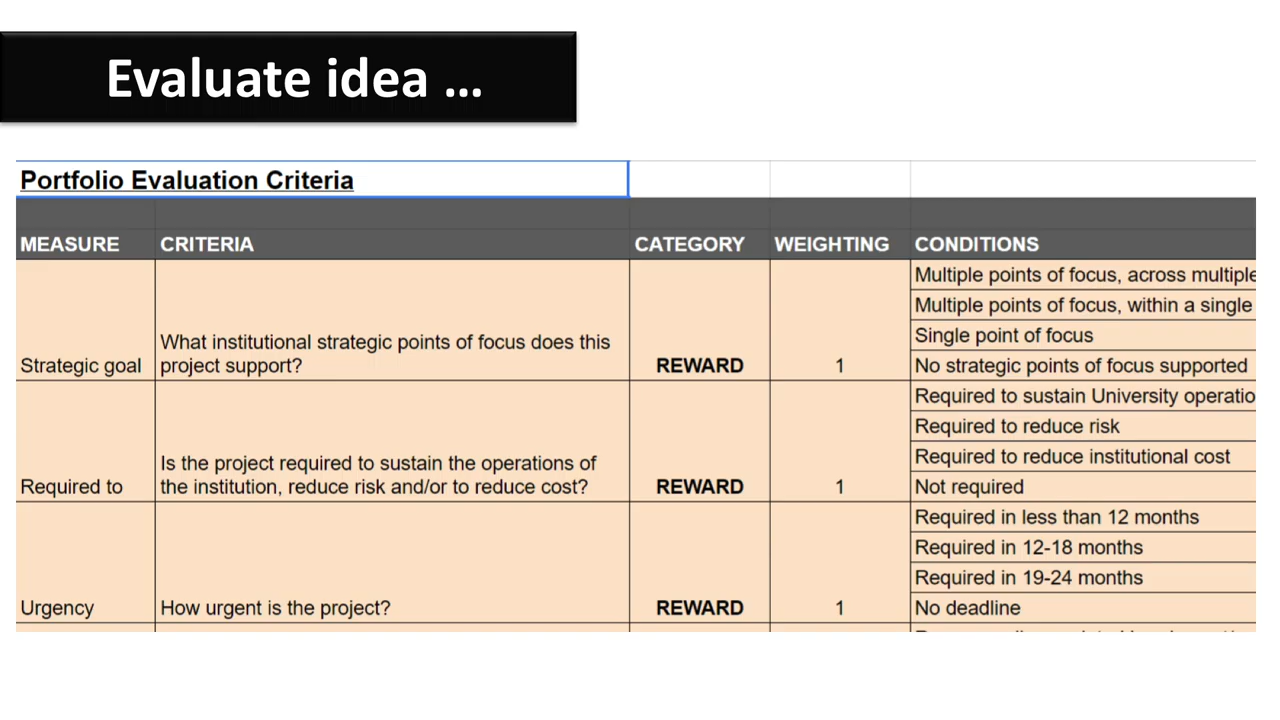 Evaluate idea ...
Portfolio Evaluation Criteria
MEASURE CRITERIA CATEGORY WEIGHTING CONDITIONS
Multiple points of focus, across multiple
Multiple points of focus, within a single
What institutional strategic points of focus does this
Single point of focus
Strategic goal project support? REWARD 1 No strategic points of focus supported
Required to sustain University operatio
Required to reduce risk
Is the project required to sustain the operations of
Required to reduce institutional cost
Required to the institution, reduce risk and/or to reduce cost? REWARD 1 Not required
Required in less than 12 months
Required in 12-18 months
Required in 19-24 months
Urgency How urgent is the project? REWARD 1 No deadline